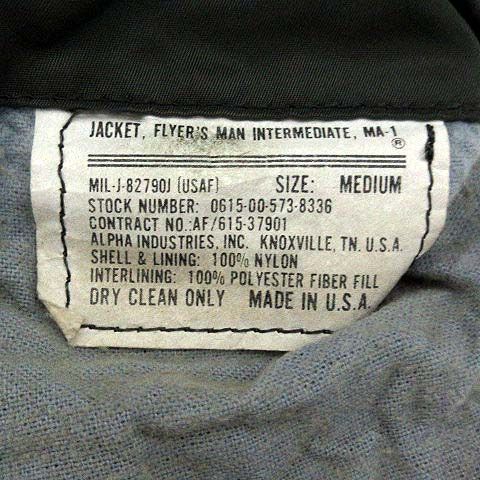 JACKET, FLYER'S MAN INTERMEDIATE, MA-1®
MIL-J-82790J (USAF) SIZE: MEDIUM
STOCK NUMBER: 0615-00-573-8336
CONTRACT NO.:AF/615-37901
ALPHA INDUSTRIES, INC. KNOXVILLE, TN. U.S.A.
SHELL & LINING: 100% NYLON
INTERLINING: 100% POLYESTER FIBER FILL
DRY CLEAN ONLY MADE IN U.S.A.